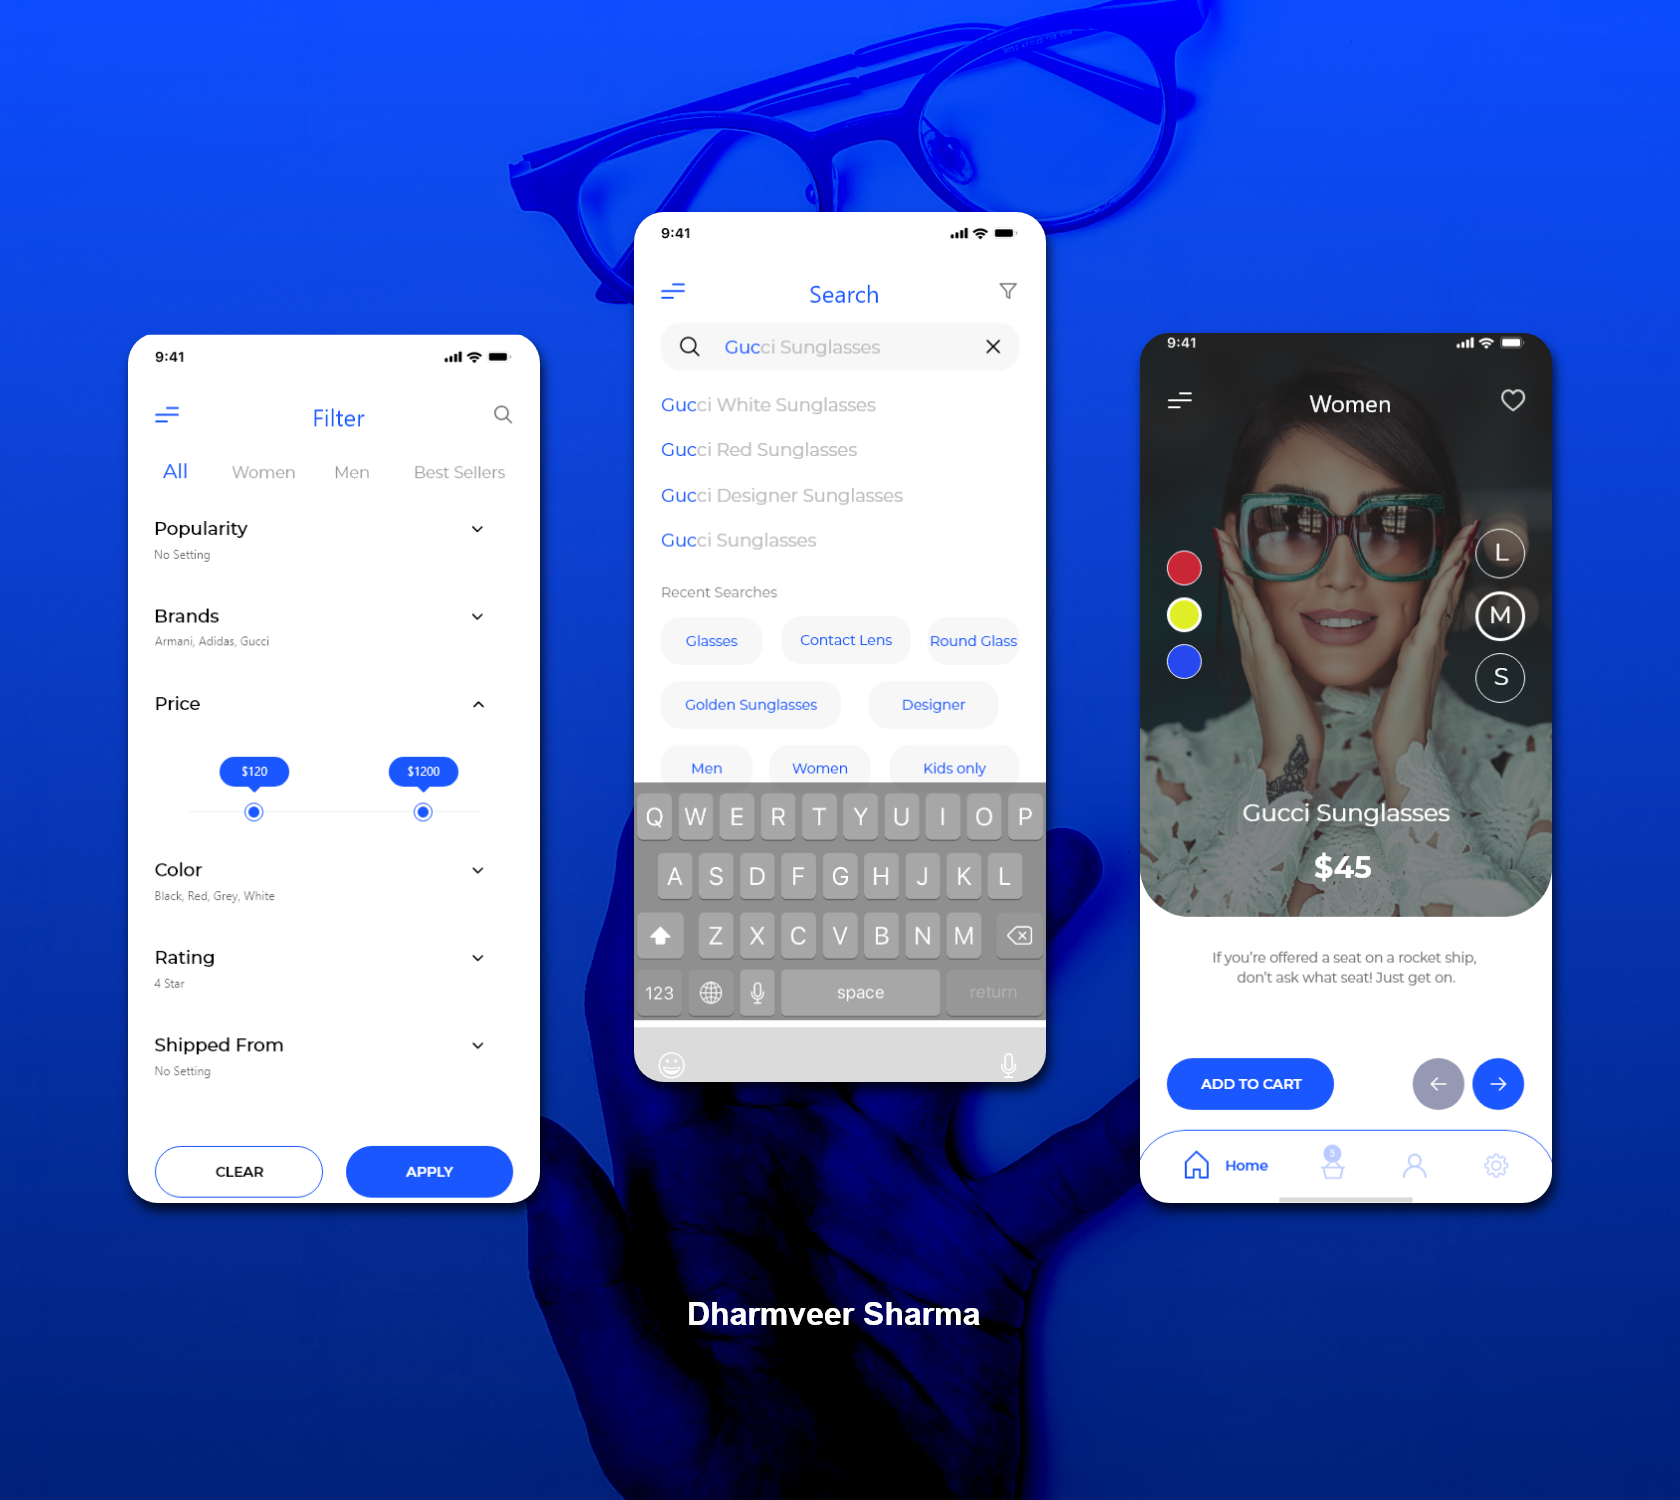 9:41
Filter
All Women Men Best Sellers
Popularity
No Setting
Brands
Armani, Adidas, Gucci
Price
$120 $1200
Color
Black, Red, Grey, White
Rating
4 Star
Shipped From
No Setting
CLEAR APPLY
9:41
Search
Gucci Sunglasses
Gucci White Sunglasses
Gucci Red Sunglasses
Gucci Designer Sunglasses
Gucci Sunglasses
Recent Searches
Glasses Contact Lens Round Glass
Golden Sunglasses Designer
Men Women Kids only
Q W E R T Y U I O P
A S D F G H J K L
Z X C V B N M
123 space return
9:41
Women
L
M
S
Gucci Sunglasses
$45
If you’re offered a seat on a rocket ship,
don’t ask what seat! Just get on.
ADD TO CART
Home 5
Dharmveer Sharma